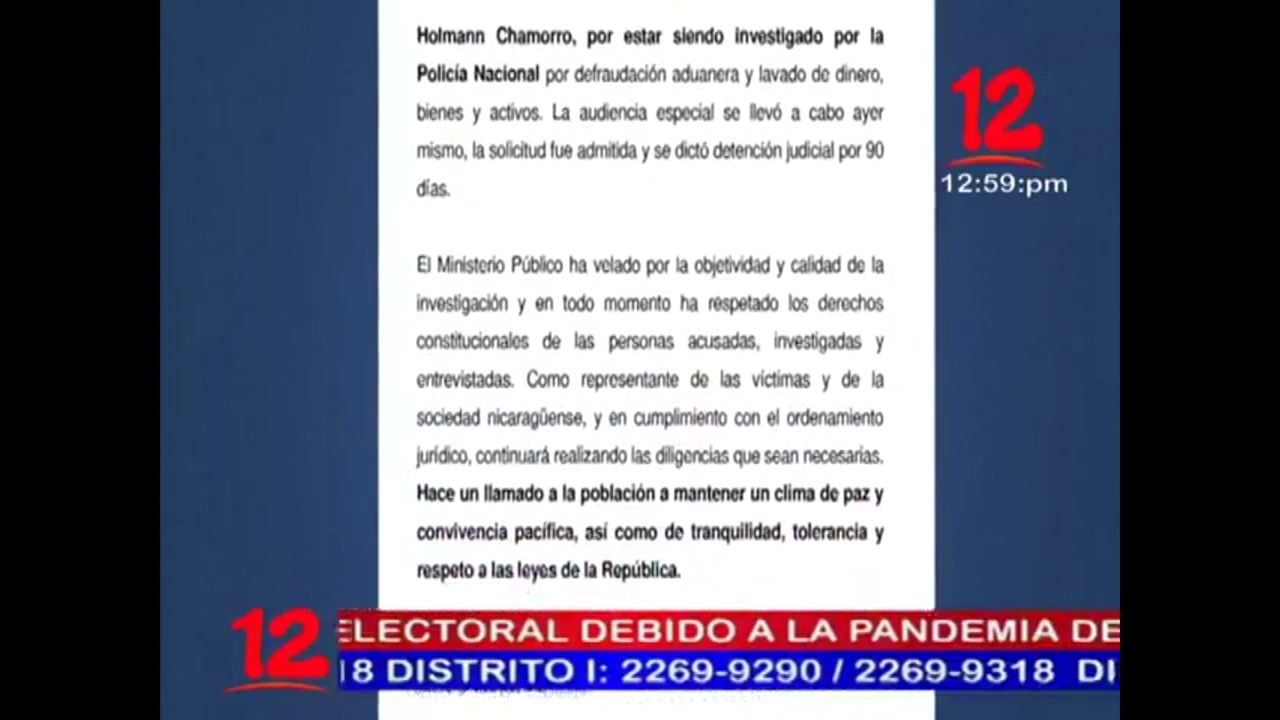 Holmann Chamorro, por estar siendo investigado por la
Policía Nacional por defraudación aduanera y lavado de dinero,
bienes y activos. La audiencia especial se llevó a cabo ayer
mismo, la solicitud fue admitida y se dictó detención judicial por 90
días.
El Ministerio Público ha velado por la objetividad y calidad de la
investigación y en todo momento ha respetado los derechos
constitucionales de las personas acusadas, investigadas y
entrevistadas. Como representante de las víctimas y de la
sociedad nicaragüense, y en cumplimiento con el ordenamiento
jurídico, continuará realizando las diligencias que sean necesarias.
Hace un llamado a la población a mantener un clima de paz y
convivencia pacífica, así como de tranquilidad, tolerancia y
respeto a las leyes de la República.
12
12:59:pm
12
ELECTORAL DEBIDO A LA PANDEMIA DE
18 DISTRITO I: 2269-9290 / 2269-9318 DI